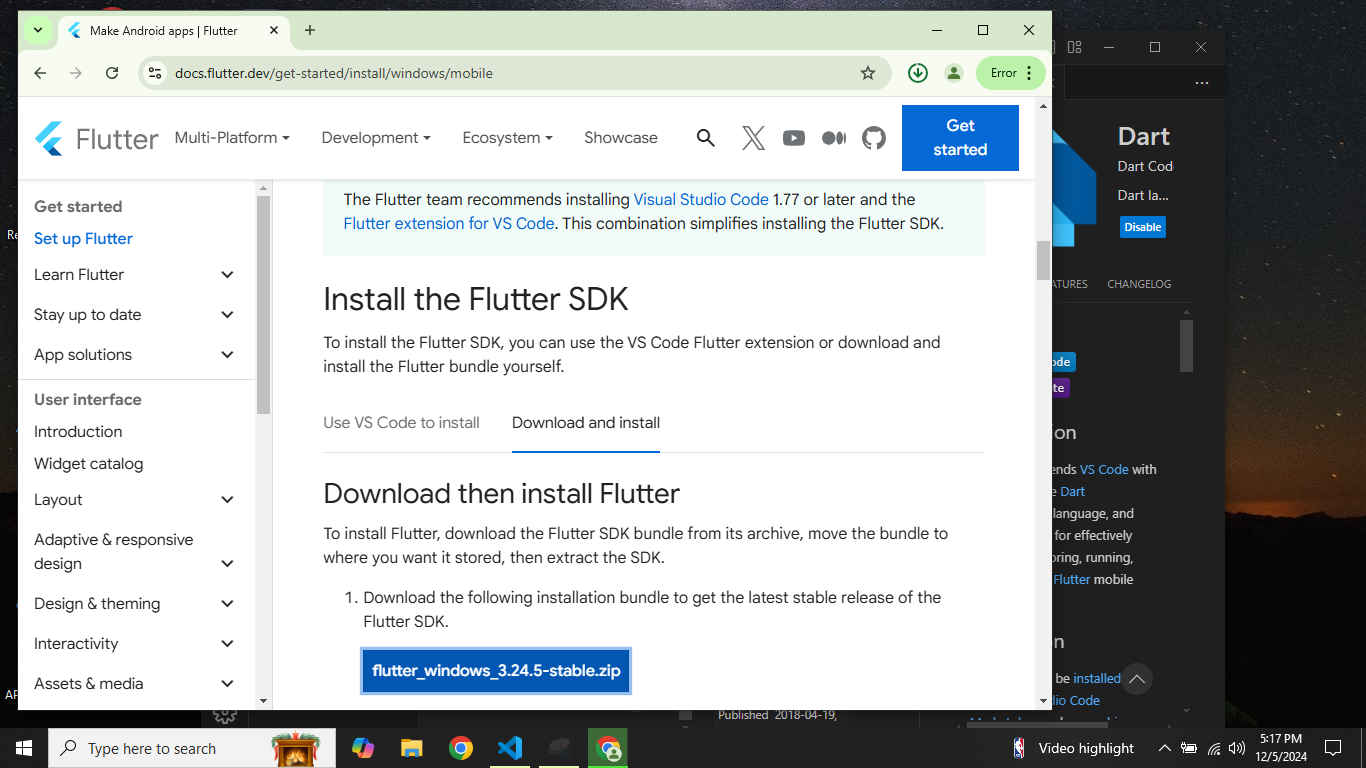 Make Android apps | Flutter
docs.flutter.dev/get-started/install/windows/mobile
Error
Flutter
Multi-Platform
Development
Ecosystem
Showcase
Get
started
Get started
Set up Flutter
Learn Flutter
Stay up to date
App solutions
User interface
Introduction
Widget catalog
Layout
Adaptive & responsive
design
Design & theming
Interactivity
Assets & media
The Flutter team recommends installing Visual Studio Code 1.77 or later and the
Flutter extension for VS Code. This combination simplifies installing the Flutter SDK.
Install the Flutter SDK
To install the Flutter SDK, you can use the VS Code Flutter extension or download and
install the Flutter bundle yourself.
Use VS Code to install
Download and install
Download then install Flutter
To install Flutter, download the Flutter SDK bundle from its archive, move the bundle to
where you want it stored, then extract the SDK.
1. Download the following installation bundle to get the latest stable release of the
Flutter SDK.
flutter_windows_3.24.5-stable.zip
Dart
Dart Cod
Dart la...
Disable
ATURES
CHANGELOG
ode
te
ion
ends VS Code with
e Dart
language, and
for effectively
oring, running,
Flutter mobile
n
be installed
dio Code
Published 2018-04-19,
Type here to search
Video highlight
5:17 PM
12/5/2024